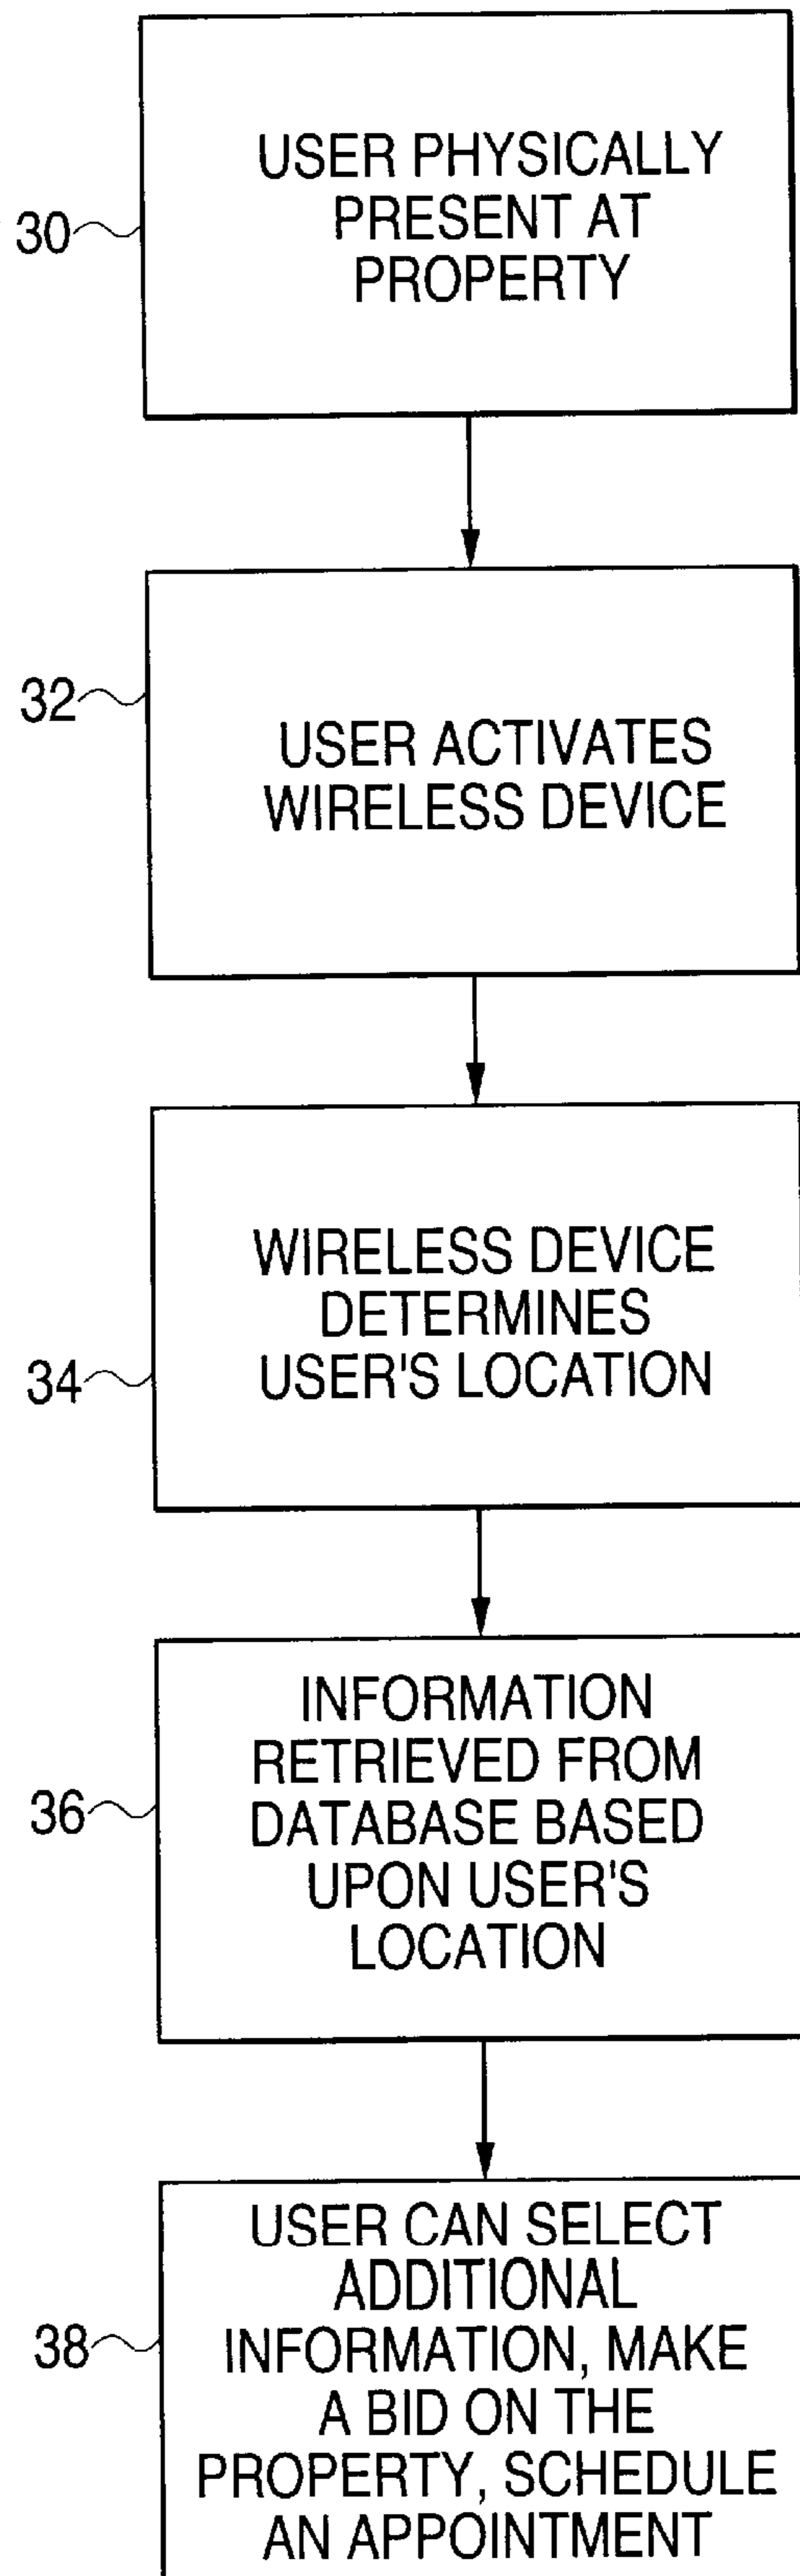 USER PHYSICALLY
PRESENT AT
PROPERTY
30
32
USER ACTIVATES
WIRELESS DEVICE
WIRELESS DEVICE
DETERMINES
USER'S LOCATION
34
INFORMATION
RETRIEVED FROM
DATABASE BASED
UPON USER'S
LOCATION
36
USER CAN SELECT
ADDITIONAL
INFORMATION, MAKE
A BID ON THE
PROPERTY, SCHEDULE
AN APPOINTMENT
38